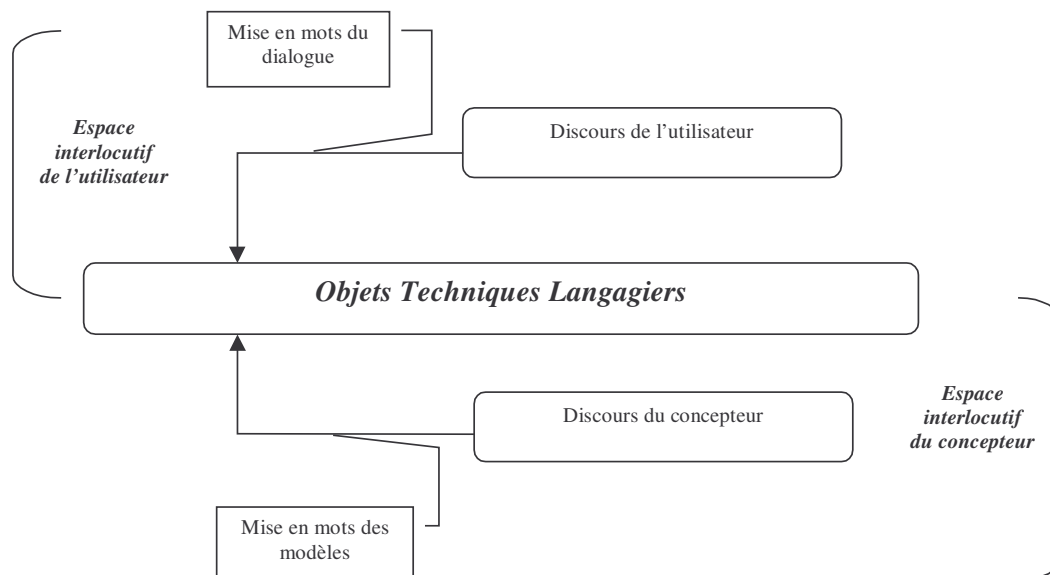 Mise en mots du
dialogue
Discours de l’utilisateur
Espace
interlocutif
de l’utilisateur
Objets Techniques Langagiers
Discours du concepteur
Espace
interlocutif
du concepteur
Mise en mots des
modèles